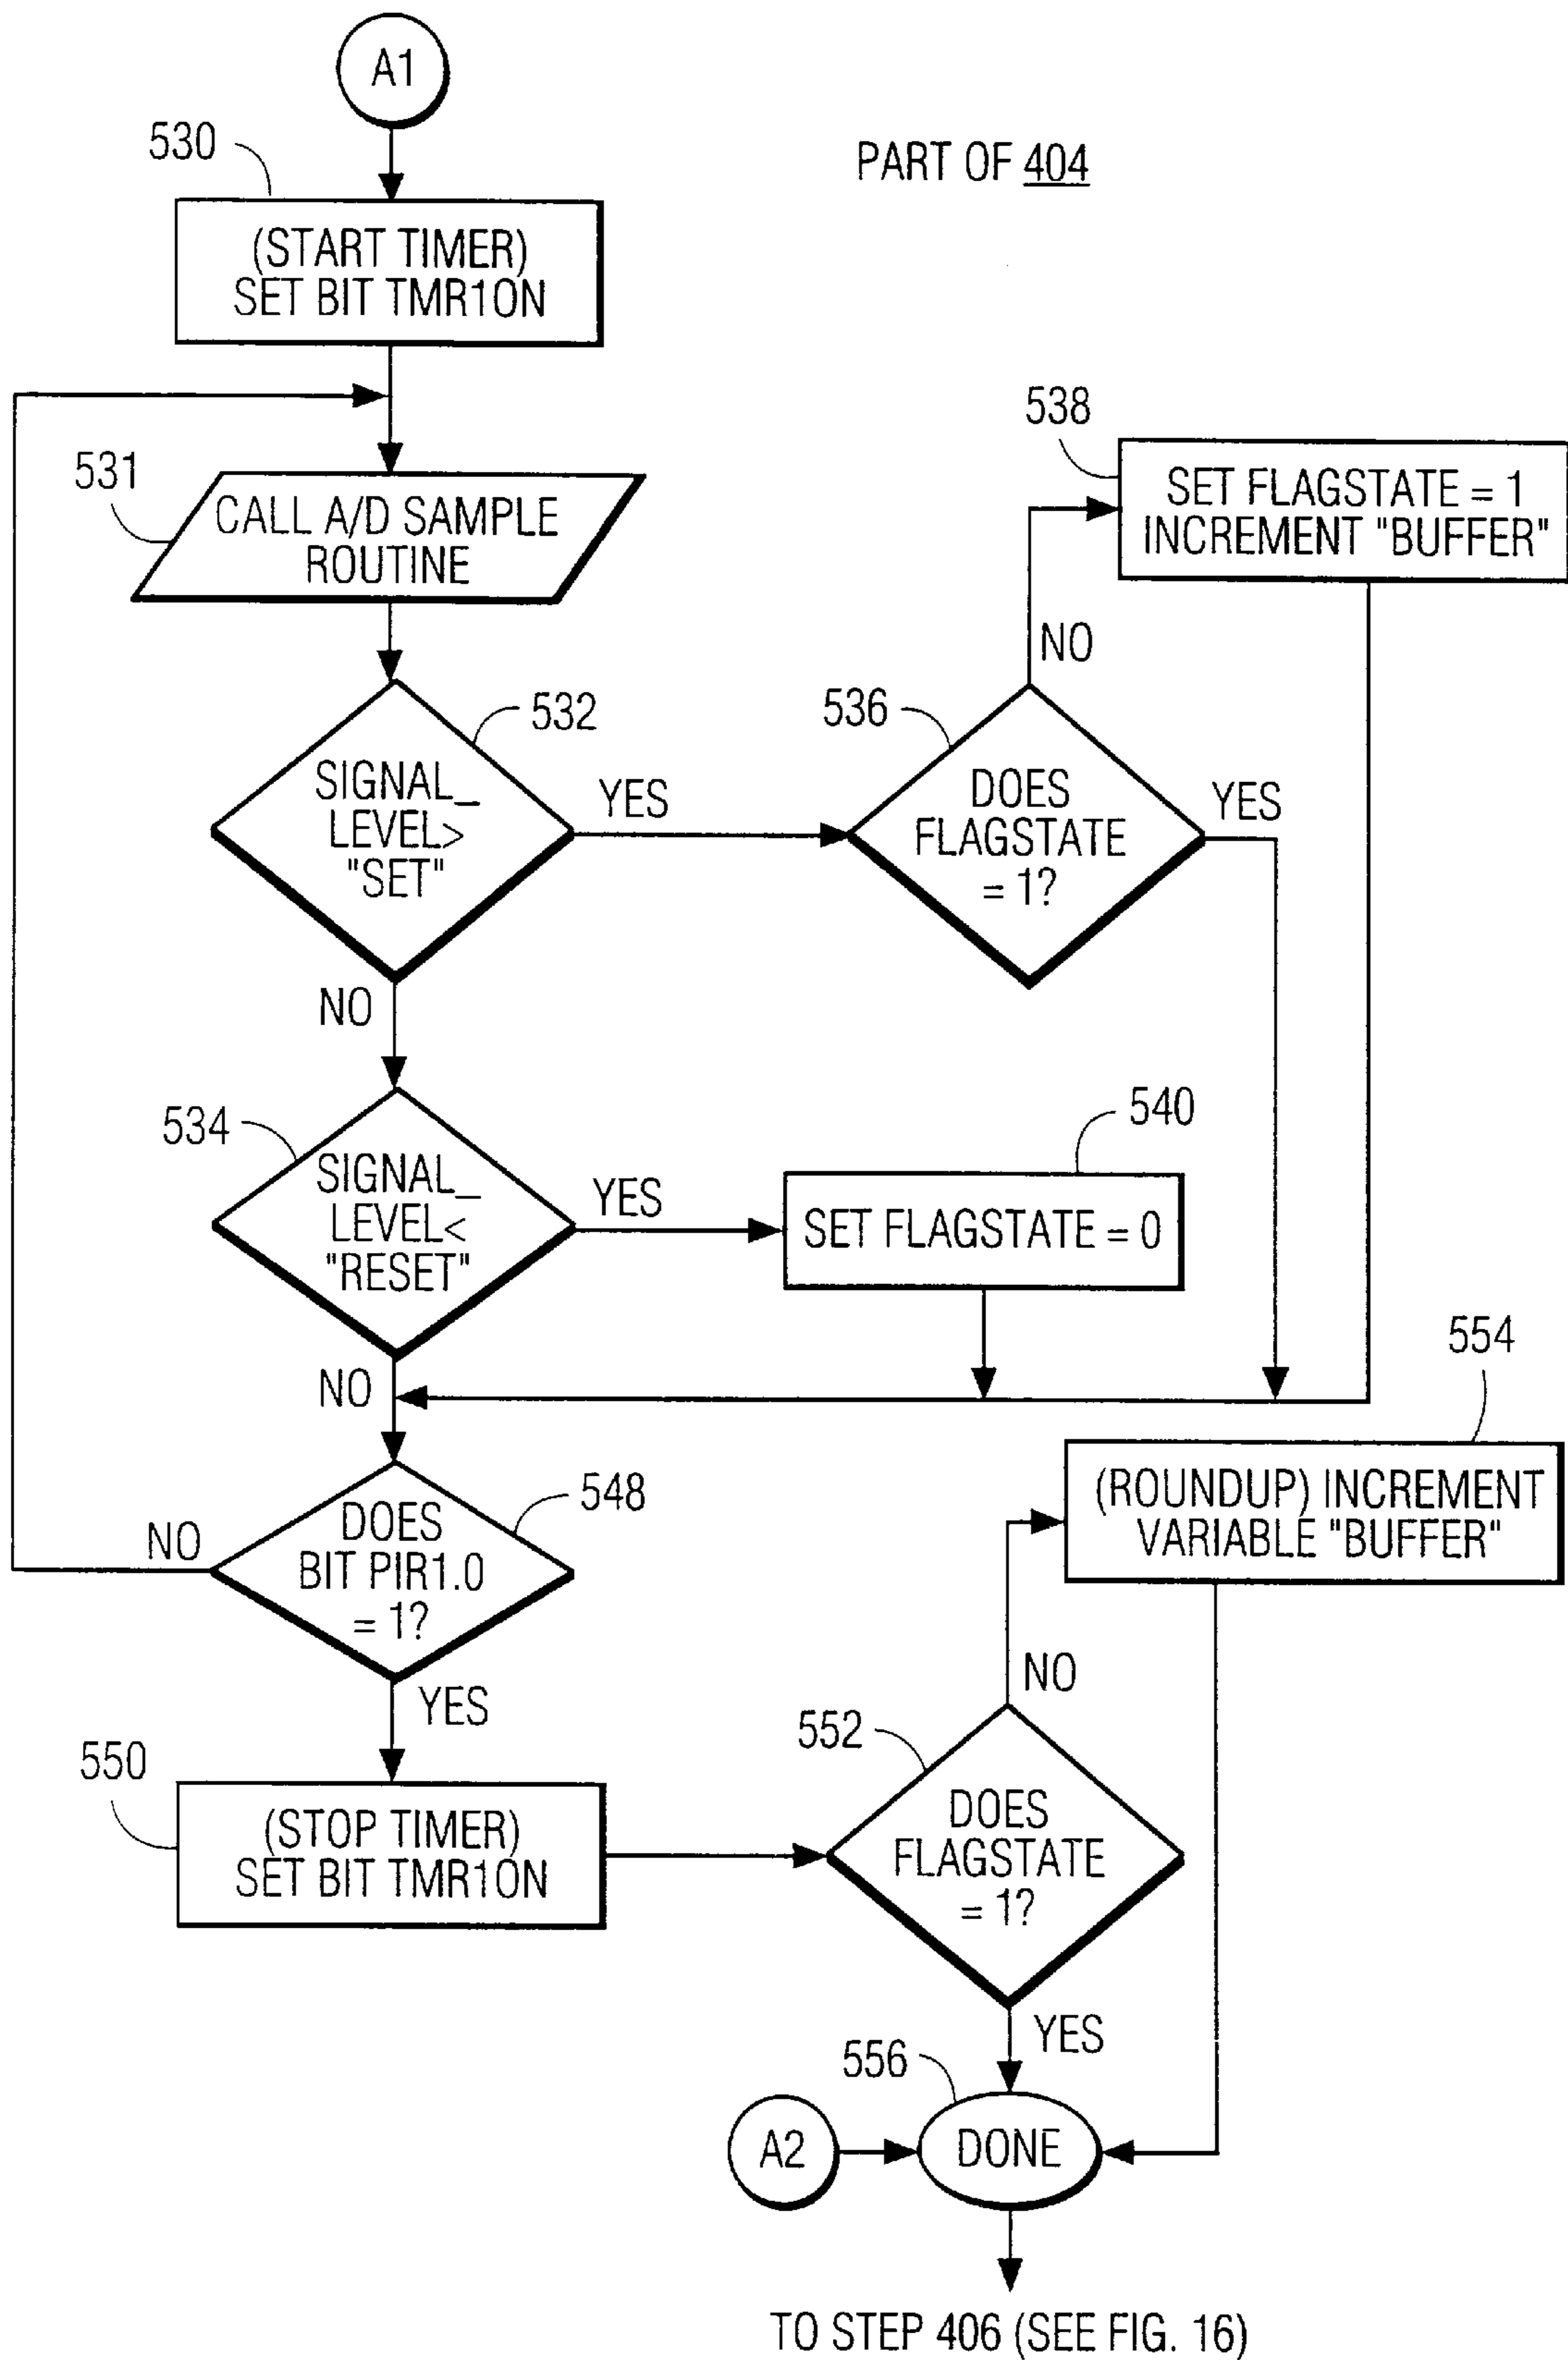 A1
530
PART OF 404
(START TIMER)
SET BIT TMR1ON
538
531
CALL A/D SAMPLE
ROUTINE
SET FLAGSTATE = 1
INCREMENT "BUFFER"
NO
532
536
SIGNAL_
LEVEL>
"SET"
YES
DOES
FLAGSTATE
= 1?
YES
NO
534
540
SIGNAL_
LEVEL<
"RESET"
YES
SET FLAGSTATE = 0
NO
554
548
(ROUNDUP) INCREMENT
VARIABLE "BUFFER"
NO
DOES
BIT PIR1.0
= 1?
NO
YES
550
552
(STOP TIMER)
SET BIT TMR1ON
DOES
FLAGSTATE
= 1?
YES
556
A2
DONE
TO STEP 406 (SEE FIG. 16)